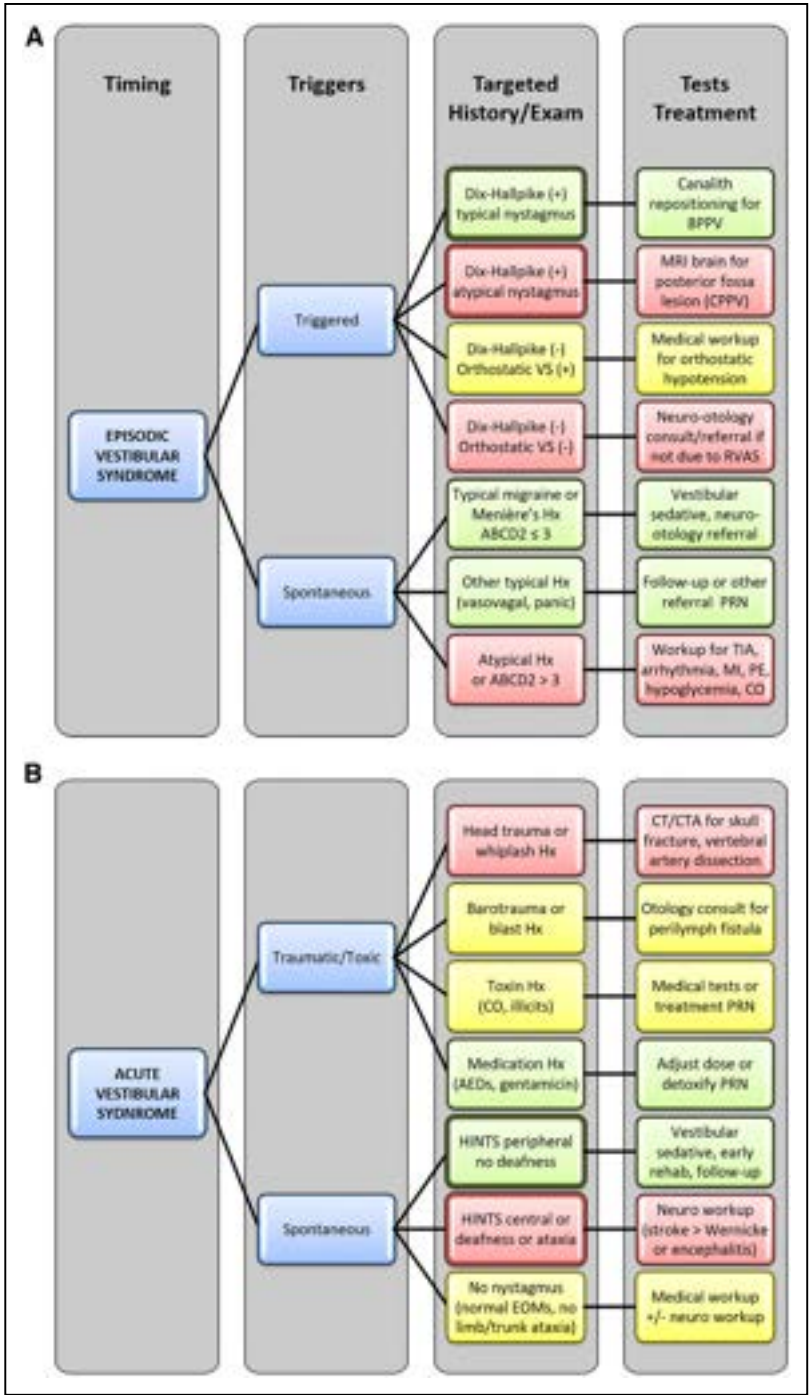 A
Timing
Triggers
Targeted
History/Exam
Tests
Treatment
EPISODIC
VESTIBULAR
SYNDROME
Triggered
Spontaneous
Dix-Hallpike (+)
typical nystagmus
Canalith
repositioning for
BPPV
Dix-Hallpike (+)
atypical nystagmus
MRI brain for
posterior fossa
lesion (CPPV)
Dix-Hallpike (-)
Orthostatic VS (+)
Medical workup
for orthostatic
hypotension
Dix-Hallpike (-)
Orthostatic VS (-)
Neuro-otology
consult/referral if
not due to RVAS
Typical migraine or
Menière's Hx
ABCD2 ≤ 3
Vestibular
sedative, neuro-
otology referral
Other typical Hx
(vasovagal, panic)
Follow-up or other
referral PRN
Atypical Hx
or ABCD2 > 3
Workup for TIA,
arrhythmia, MI, PE,
hypoglycemia, CO
B
ACUTE
VESTIBULAR
SYDNROME
Traumatic/Toxic
Spontaneous
Head trauma or
whiplash Hx
CT/CTA for skull
fracture, vertebral
artery dissection
Barotrauma or
blast Hx
Otology consult for
perilymph fistula
Toxin Hx
(CO, illicits)
Medical tests or
treatment PRN
Medication Hx
(AEDs, gentamicin)
Adjust dose or
detoxify PRN
HINTS peripheral
no deafness
Vestibular
sedative, early
rehab, follow-up
HINTS central or
deafness or ataxia
Neuro workup
(stroke > Wernicke
or encephalitis)
No nystagmus
(normal EOMs, no
limb/trunk ataxia)
Medical workup
+/- neuro workup